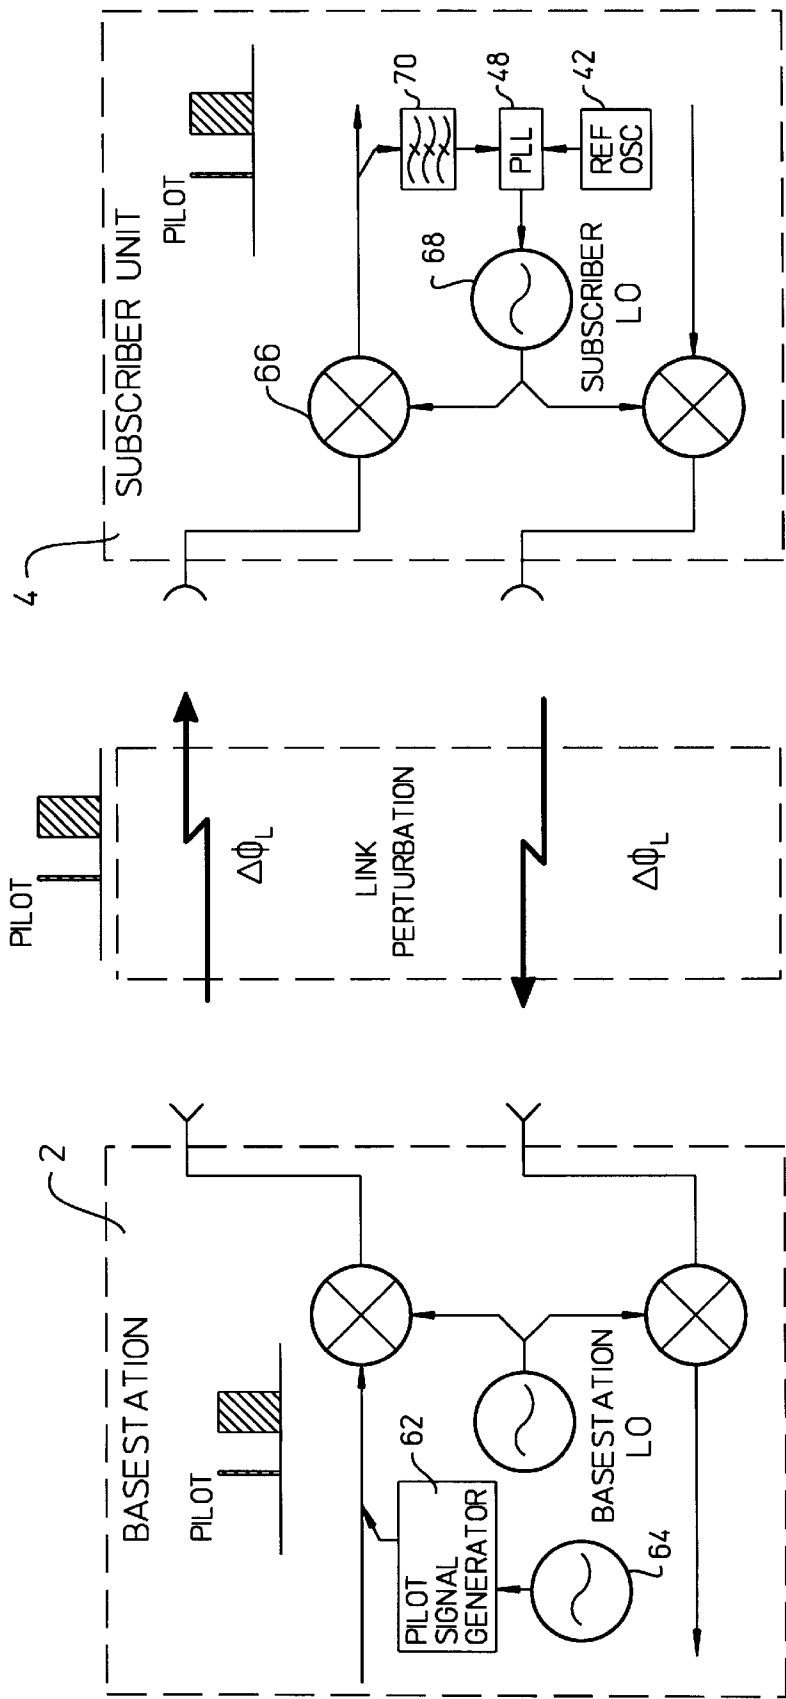 BASESTATION
2
PILOT
PILOT
SIGNAL
GENERATOR
62
64
BASESTATION
LO
PILOT
ΔΦL
LINK
PERTURBATION
ΔΦL
4
SUBSCRIBER UNIT
PILOT
66
68
SUBSCRIBER
LO
70
PLL
48
REF
OSC
42